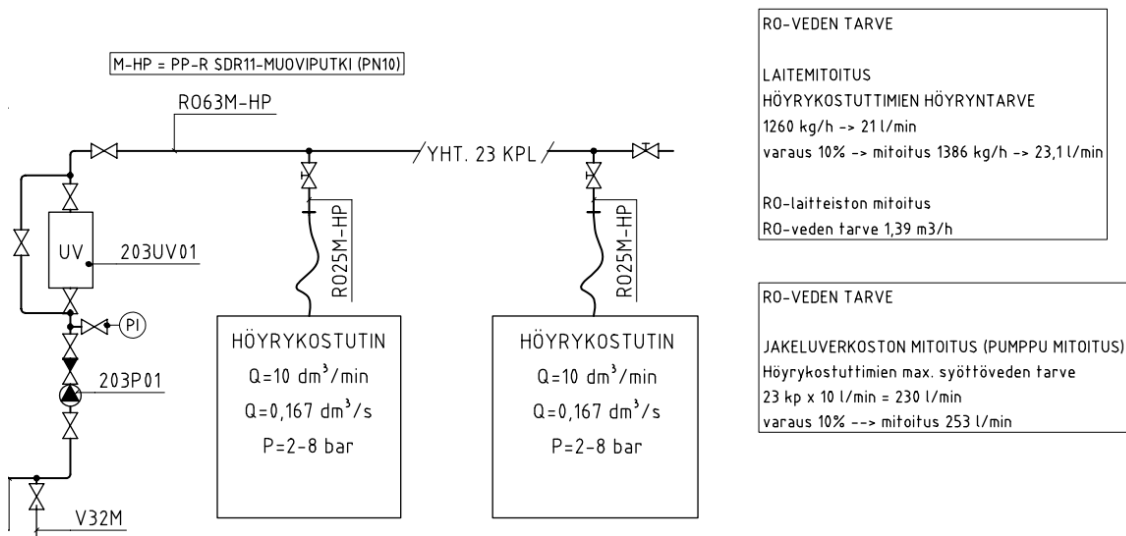 M-HP = PP-R SDR11-MUOVIPUTKI (PN10)
RO63M-HP
YHT. 23 KPL
RO25M-HP
RO25M-HP
UV
203UV01
PI
203P01
V32M
HÖYRYKOSTUTIN
Q=10 dm³/min
Q=0,167 dm³/s
P=2-8 bar
HÖYRYKOSTUTIN
Q=10 dm³/min
Q=0,167 dm³/s
P=2-8 bar
RO-VEDEN TARVE
LAITEMITOITUS
HÖYRYKOSTUTTIMIEN HÖYRYNTARVE
1260 kg/h -> 21 l/min
varaus 10% -> mitoitus 1386 kg/h -> 23,1 l/min
RO-laitteiston mitoitus
RO-veden tarve 1,39 m3/h
RO-VEDEN TARVE
JAKELUVERKOSTON MITOITUS (PUMPPU MITOITUS)
Höyrykostuttimien max. syöttöveden tarve
23 kp x 10 l/min = 230 l/min
varaus 10% --> mitoitus 253 l/min